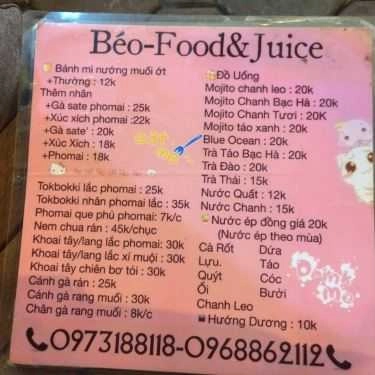 Béo-Food&Juice
Bánh mì nướng muối ớt
+Thường : 12k
Thêm nhân
+Gà sate phomai : 25k
+Xúc xích phomai :22k
+Gà sate' : 20k
+Xúc Xích : 18k
+Phomai : 18k
Tokbokki lắc phomai : 25k
Tokbokki nhân phomai lắc : 35k
Phomai que phủ phomai: 7k/c
Nem chua rán : 45k/chục
Khoai tây/lang lắc phomai: 30k
Khoai tây/lang lắc xí muội : 30k
Khoai tây chiên bơ tỏi : 30k
Cánh gà rán : 25k
Cánh gà rang muối : 30k
Chân gà rang muối : 8k/c
Đồ Uống
Mojito chanh leo : 20k
Mojito Chanh Bạc Hà : 20k
Mojito Chanh Tươi : 20K
Mojito táo xanh : 20k
Blue Ocean : 20k
Trà Táo Bạc Hà : 20k
Trà Đào : 20k
Trà Thái : 15k
Nước Quất : 12k
Nước Chanh : 15k
Nước ép đồng giá 20k
(Nước ép theo mùa)
Cà Rốt Dứa
Lựu. Táo
Quýt Cóc
Ổi Bưởi
Chanh Leo
Hướng Dương : 10k
0973188118-0968862112